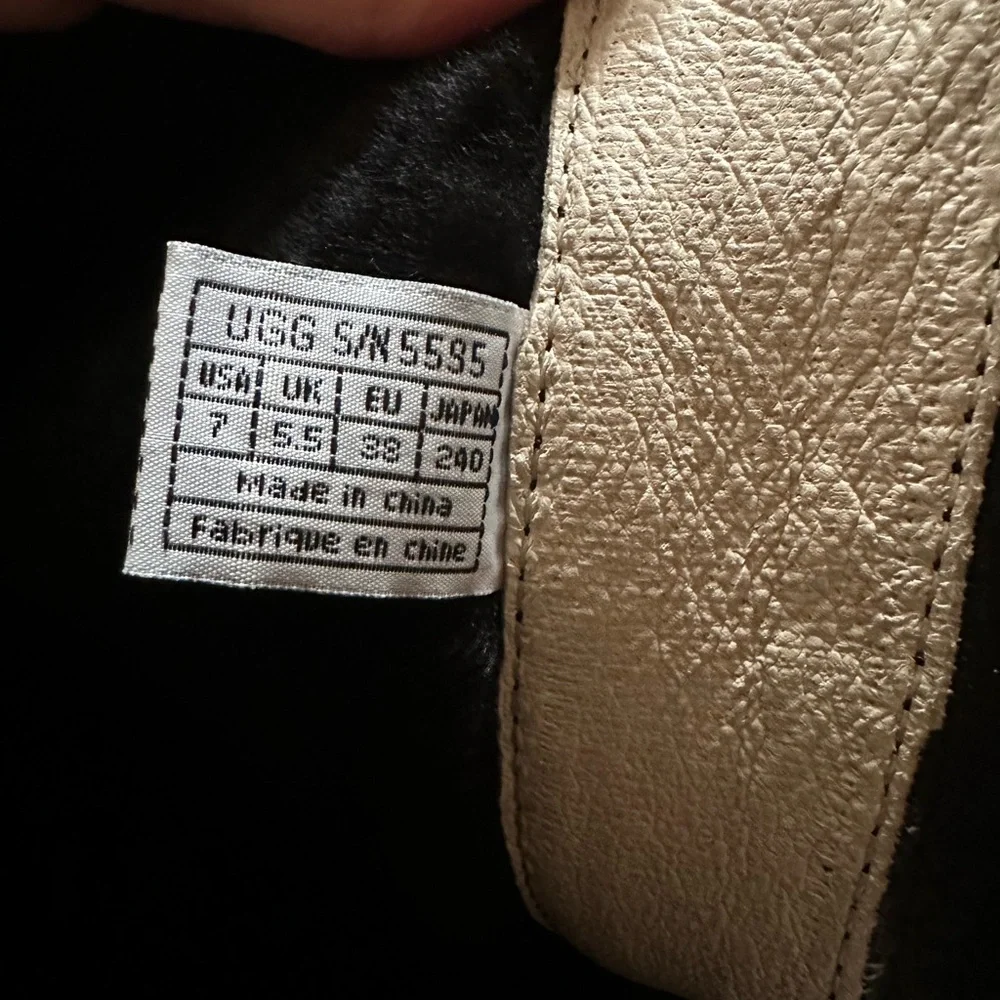 UGG S/N 5595
USA UK EU JAPAN
7 5.5 38 240
Made in China
Fabrique en chine